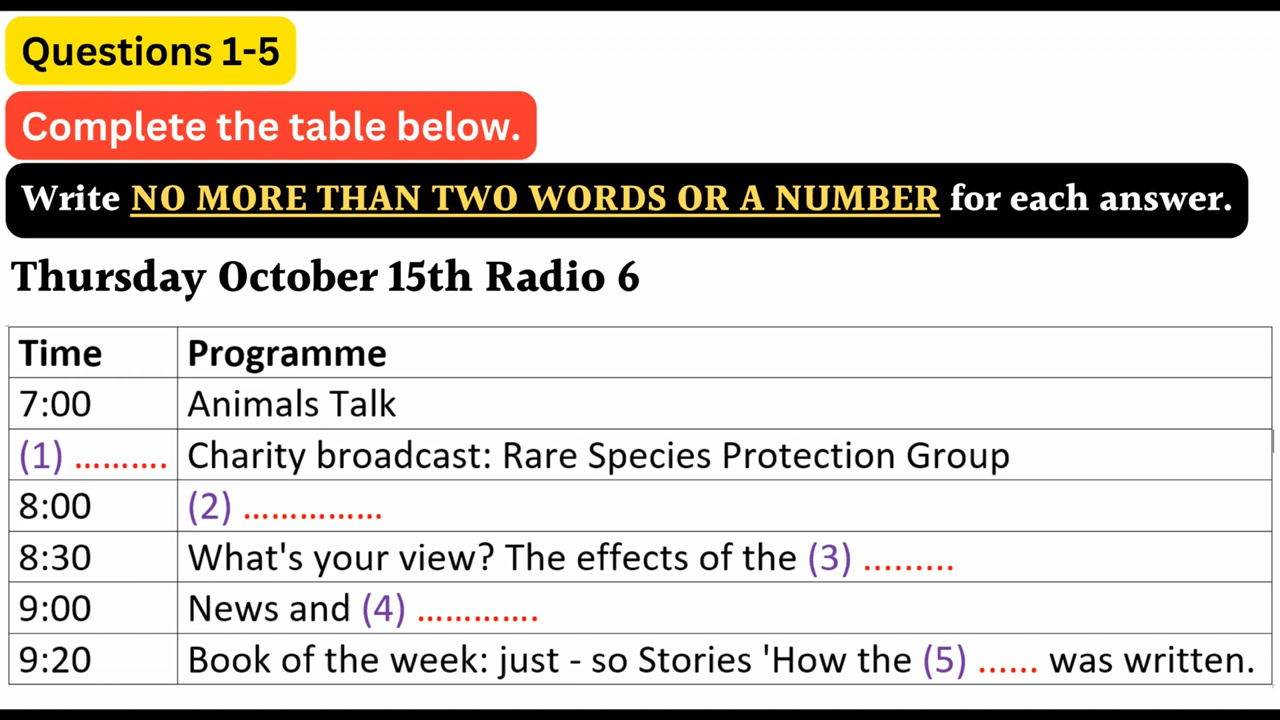 Questions 1-5
Complete the table below.
Write NO MORE THAN TWO WORDS OR A NUMBER for each answer.
Thursday October 15th Radio 6
Time Programme
7:00 Animals Talk
(1) .......... Charity broadcast: Rare Species Protection Group
8:00 (2) ...............
8:30 What's your view? The effects of the (3) .........
9:00 News and (4) .............
9:20 Book of the week: just - so Stories 'How the (5) ...... was written.